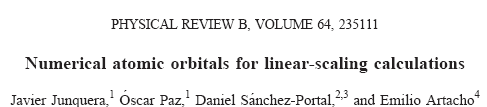 PHYSICAL REVIEW B, VOLUME 64, 235111
Numerical atomic orbitals for linear-scaling calculations
Javier Junquera,1 Óscar Paz,1 Daniel Sánchez-Portal,2,3 and Emilio Artacho4